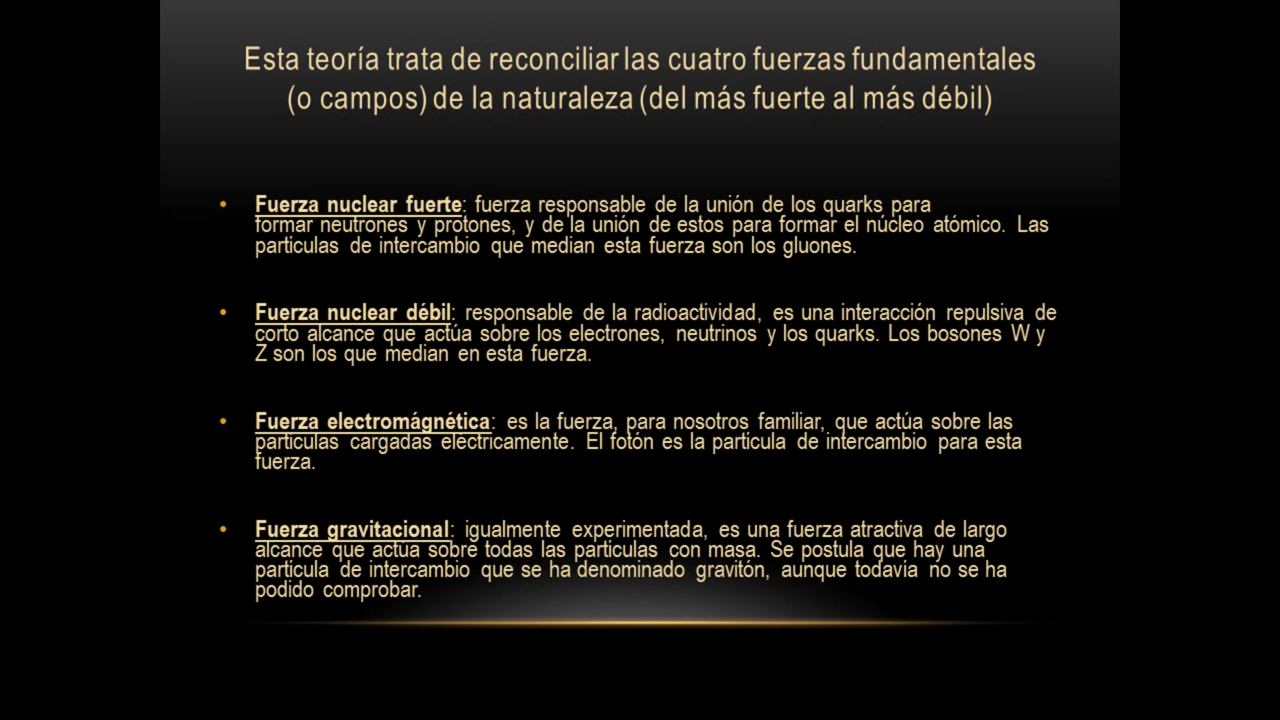 Esta teoría trata de reconciliar las cuatro fuerzas fundamentales
(o campos) de la naturaleza (del más fuerte al más débil)
• Fuerza nuclear fuerte: fuerza responsable de la unión de los quarks para
formar neutrones y protones, y de la unión de estos para formar el núcleo atómico. Las
partículas de intercambio que median esta fuerza son los gluones.
• Fuerza nuclear débil: responsable de la radioactividad, es una interacción repulsiva de
corto alcance que actúa sobre los electrones, neutrinos y los quarks. Los bosones W y
Z son los que median en esta fuerza.
• Fuerza electromágnética: es la fuerza, para nosotros familiar, que actúa sobre las
partículas cargadas eléctricamente. El fotón es la partícula de intercambio para esta
fuerza.
• Fuerza gravitacional: igualmente experimentada, es una fuerza atractiva de largo
alcance que actúa sobre todas las partículas con masa. Se postula que hay una
partícula de intercambio que se ha denominado gravitón, aunque todavía no se ha
podido comprobar.